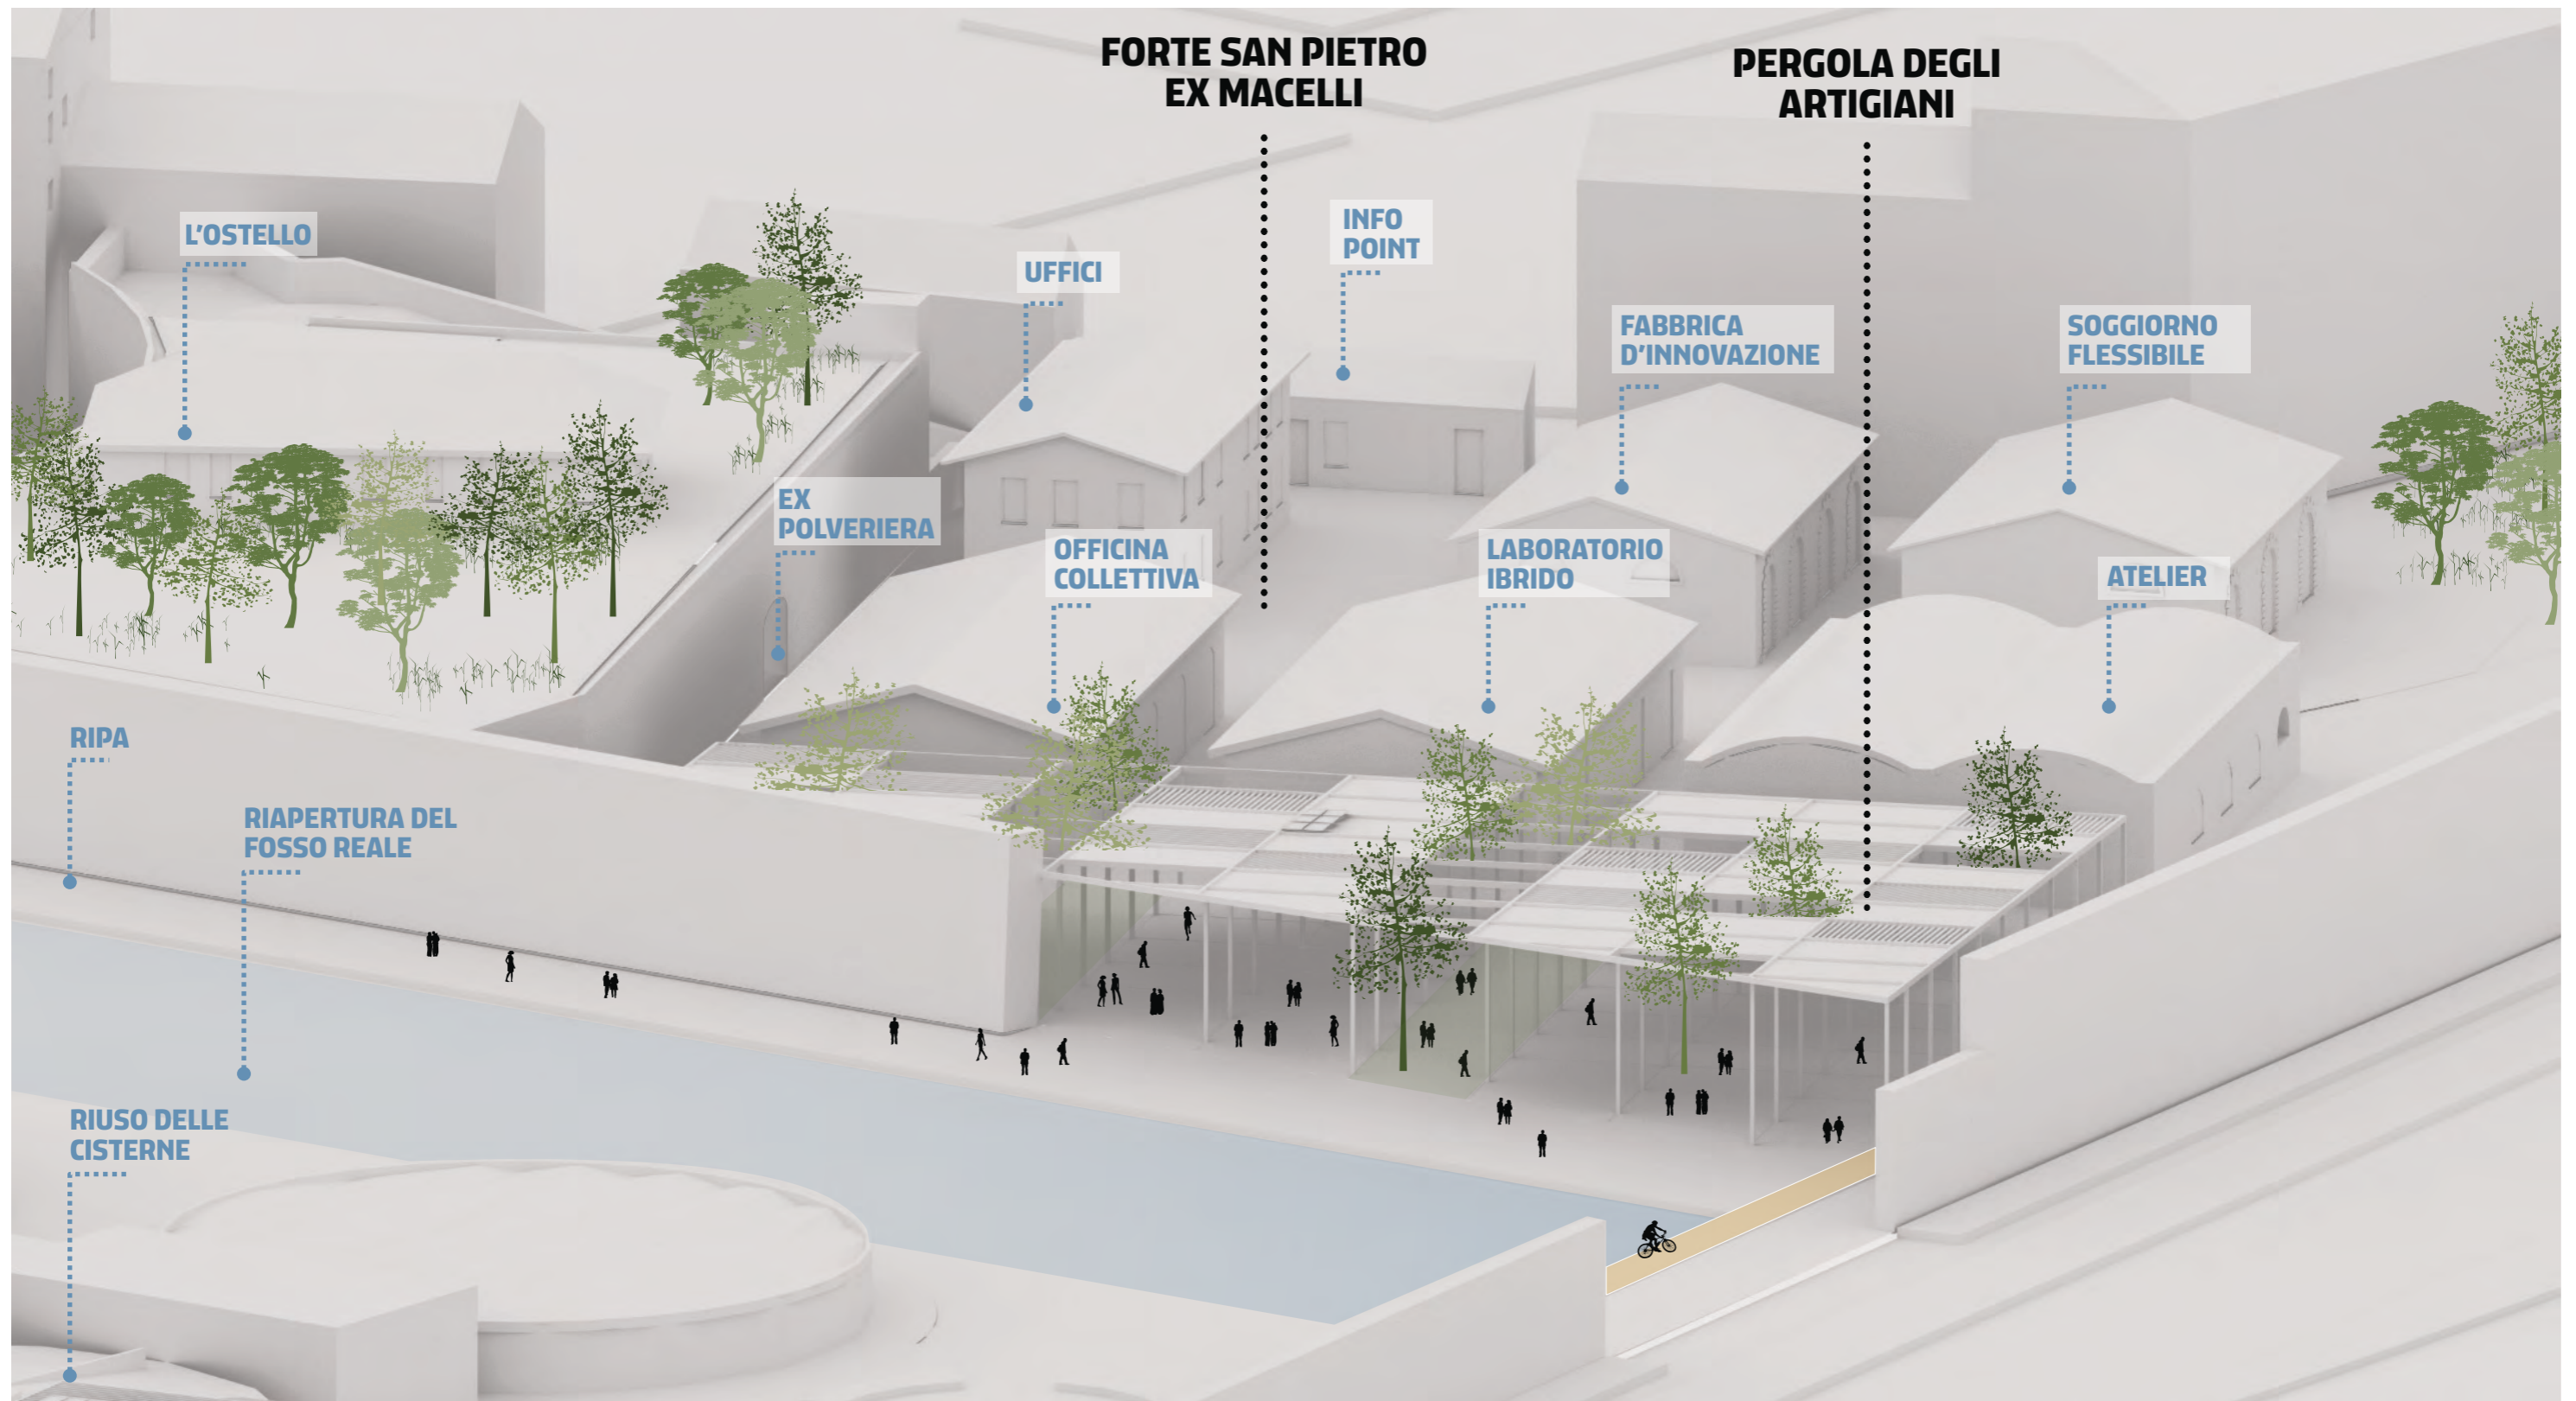 FORTE SAN PIETRO
EX MACELLI
PERGOLA DEGLI
ARTIGIANI
L'OSTELLO
UFFICI
INFO
POINT
FABBRICA
D'INNOVAZIONE
SOGGIORNO
FLESSIBILE
EX
POLVERIERA
OFFICINA
COLLETTIVA
LABORATORIO
IBRIDO
ATELIER
RIPA
RIAPERTURA DEL
FOSSO REALE
RIUSO DELLE
CISTERNE